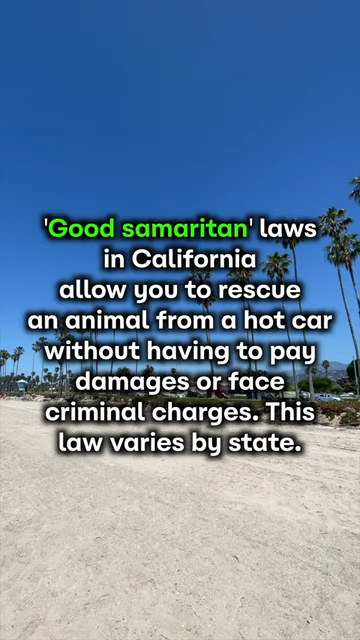 'Good samaritan' laws
in California
allow you to rescue
an animal from a hot car
without having to pay
damages or face
criminal charges. This
law varies by state.